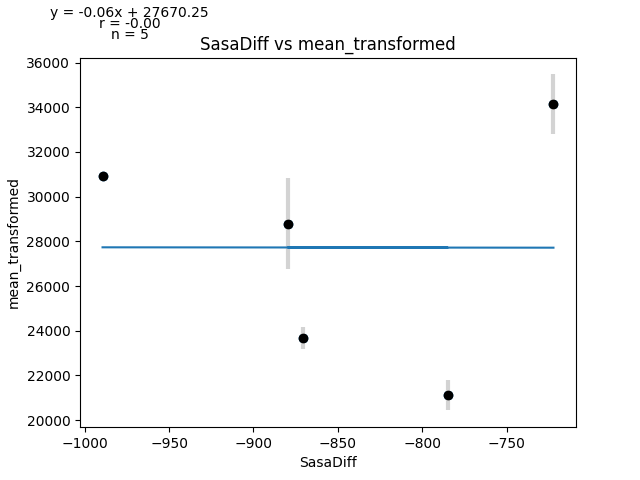 y = -0.06x + 27670.25
r = -0.00
n = 5
SasaDiff vs mean_transformed
36000
34000
32000
30000
28000
26000
24000
22000
20000
mean_transformed
−1000
−950
−900
−850
−800
−750
SasaDiff